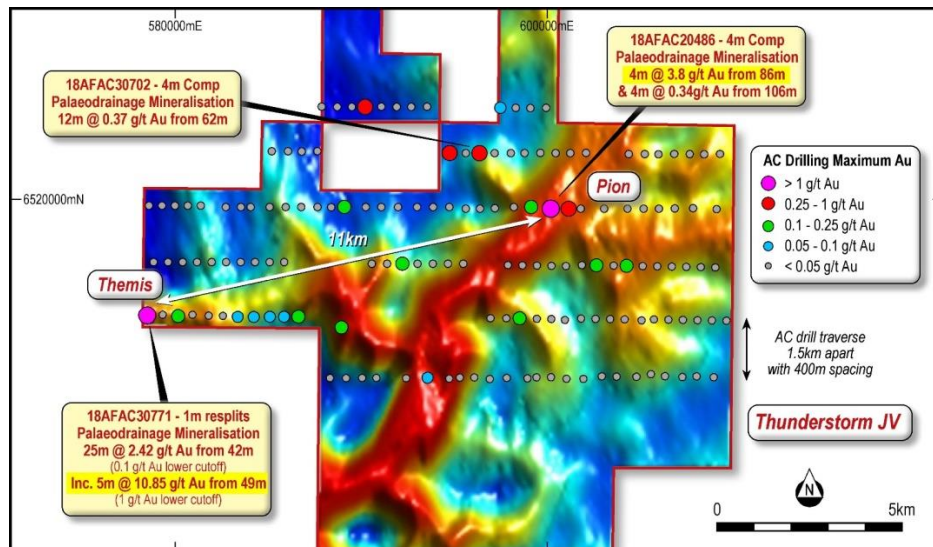 580000mE
600000mE
18AFAC20486 - 4m Comp
Palaeodrainage Mineralisation
4m @ 3.8 g/t Au from 86m
& 4m @ 0.34g/t Au from 106m
18AFAC30702 - 4m Comp
Palaeodrainage Mineralisation
12m @ 0.37 g/t Au from 62m
AC Drilling Maximum Au
> 1 g/t Au
0.25 - 1 g/t Au
0.1 - 0.25 g/t Au
0.05 - 0.1 g/t Au
< 0.05 g/t Au
6520000mN
Pion
11km
Themis
AC drill traverse
1.5km apart
with 400m spacing
18AFAC30771 - 1m resplits
Palaeodrainage Mineralisation
25m @ 2.42 g/t Au from 42m
(0.1 g/t Au lower cutoff)
Inc. 5m @ 10.85 g/t Au from 49m
(1 g/t Au lower cutoff)
Thunderstorm JV
N
0
5km